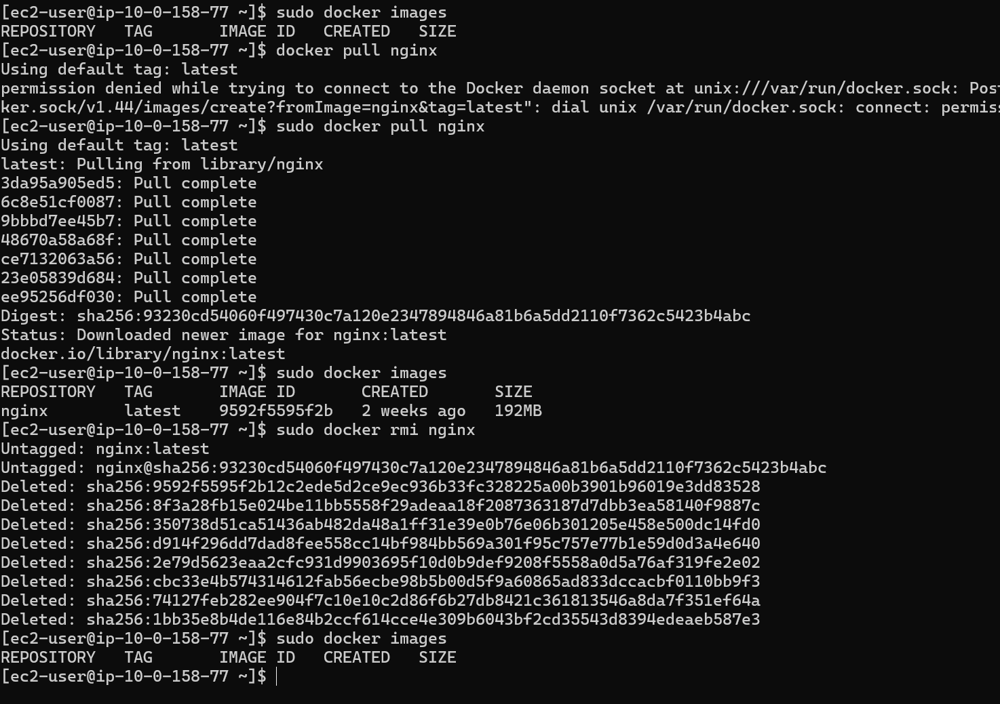 [ec2-user@ip-10-0-158-77 ~]$ sudo docker images
REPOSITORY   TAG       IMAGE ID   CREATED   SIZE
[ec2-user@ip-10-0-158-77 ~]$ docker pull nginx
Using default tag: latest
permission denied while trying to connect to the Docker daemon socket at unix:///var/run/docker.sock: Post
ker.sock/v1.44/images/create?fromImage=nginx&tag=latest": dial unix /var/run/docker.sock: connect: permiss
[ec2-user@ip-10-0-158-77 ~]$ sudo docker pull nginx
Using default tag: latest
latest: Pulling from library/nginx
3da95a905ed5: Pull complete
6c8e51cf0087: Pull complete
9bbbd7ee45b7: Pull complete
48670a58a68f: Pull complete
ce7132063a56: Pull complete
23e05839d684: Pull complete
ee95256df030: Pull complete
Digest: sha256:93230cd54060f497430c7a120e2347894846a81b6a5dd2110f7362c5423b4abc
Status: Downloaded newer image for nginx:latest
docker.io/library/nginx:latest
[ec2-user@ip-10-0-158-77 ~]$ sudo docker images
REPOSITORY   TAG       IMAGE ID       CREATED       SIZE
nginx        latest    9592f5595f2b   2 weeks ago   192MB
[ec2-user@ip-10-0-158-77 ~]$ sudo docker rmi nginx
Untagged: nginx:latest
Untagged: nginx@sha256:93230cd54060f497430c7a120e2347894846a81b6a5dd2110f7362c5423b4abc
Deleted: sha256:9592f5595f2b12c2ede5d2ce9ec936b33fc328225a00b3901b96019e3dd83528
Deleted: sha256:8f3a28fb15e024be11bb5558f29adeaa18f2087363187d7dbb3ea58140f9887c
Deleted: sha256:350738d51ca51436ab482da48a1ff31e39e0b76e06b301205e458e500dc14fd0
Deleted: sha256:d914f296dd7dad8fee558cc14bf984bb569a301f95c757e77b1e59d0d3a4e640
Deleted: sha256:2e79d5623eaa2cfc931d9903695f10d0b9def9208f5558a0d5a76af319fe2e02
Deleted: sha256:cbc33e4b574314612fab56ecbe98b5b00d5f9a60865ad833dccacbf0110bb9f3
Deleted: sha256:74127feb282ee904f7c10e10c2d86f6b27db8421c361813546a8da7f351ef64a
Deleted: sha256:1bb35e8b4de116e84b2ccf614cce4e309b6043bf2cd35543d8394edeaeb587e3
[ec2-user@ip-10-0-158-77 ~]$ sudo docker images
REPOSITORY   TAG       IMAGE ID   CREATED   SIZE
[ec2-user@ip-10-0-158-77 ~]$